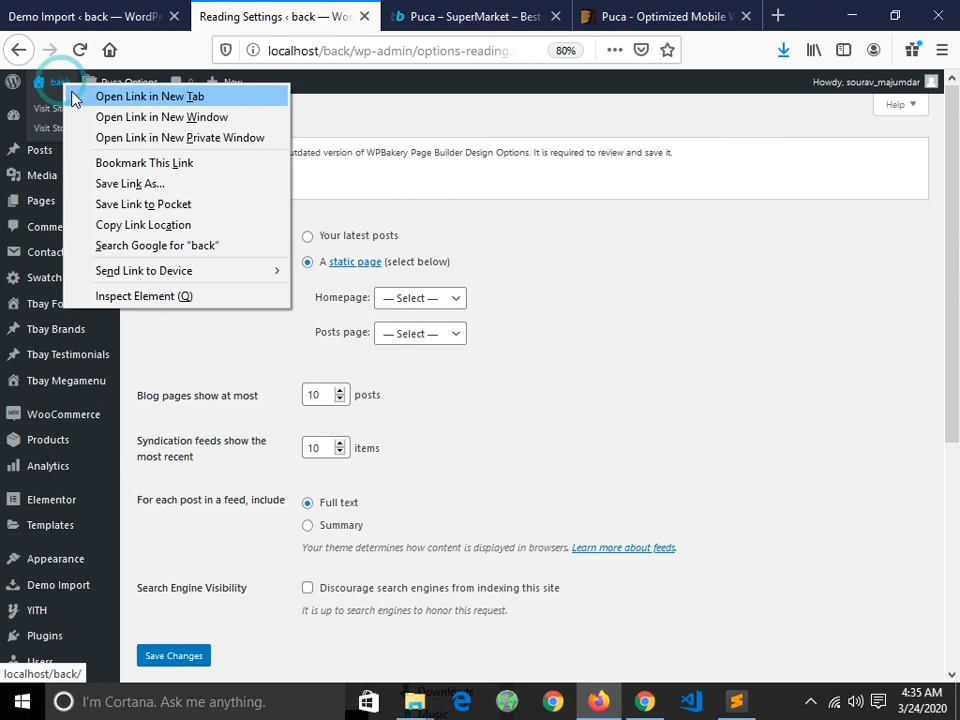 Demo Import ‹ back — WordPr
Reading Settings ‹ back — Wor
Puca – SuperMarket – Best
Puca - Optimized Mobile W
localhost/back/wp-admin/options-reading.
80%
back
Puca Options
0
New
Howdy, sourav_majumdar
Help
Visit Sit
Visit Sto
Open Link in New Tab
Open Link in New Window
Open Link in New Private Window
Bookmark This Link
Save Link As...
Save Link to Pocket
Copy Link Location
Search Google for “back”
Send Link to Device
Inspect Element (Q)
utdated version of WPBakery Page Builder Design Options. It is required to review and save it.
Posts
Media
Pages
Comme
Contac
Swatch
Tbay Fo
Tbay Brands
Tbay Testimonials
Tbay Megamenu
WooCommerce
Products
Analytics
Elementor
Templates
Appearance
Demo Import
YITH
Plugins
Users
Your latest posts
A static page (select below)
Homepage: — Select —
Posts page: — Select —
Blog pages show at most 10 posts
Syndication feeds show the most recent 10 items
For each post in a feed, include
Full text
Summary
Your theme determines how content is displayed in browsers. Learn more about feeds.
Search Engine Visibility
Discourage search engines from indexing this site
It is up to search engines to honor this request.
Save Changes
localhost/back/
I'm Cortana. Ask me anything.
Downloads
Music
4:35 AM
3/24/2020